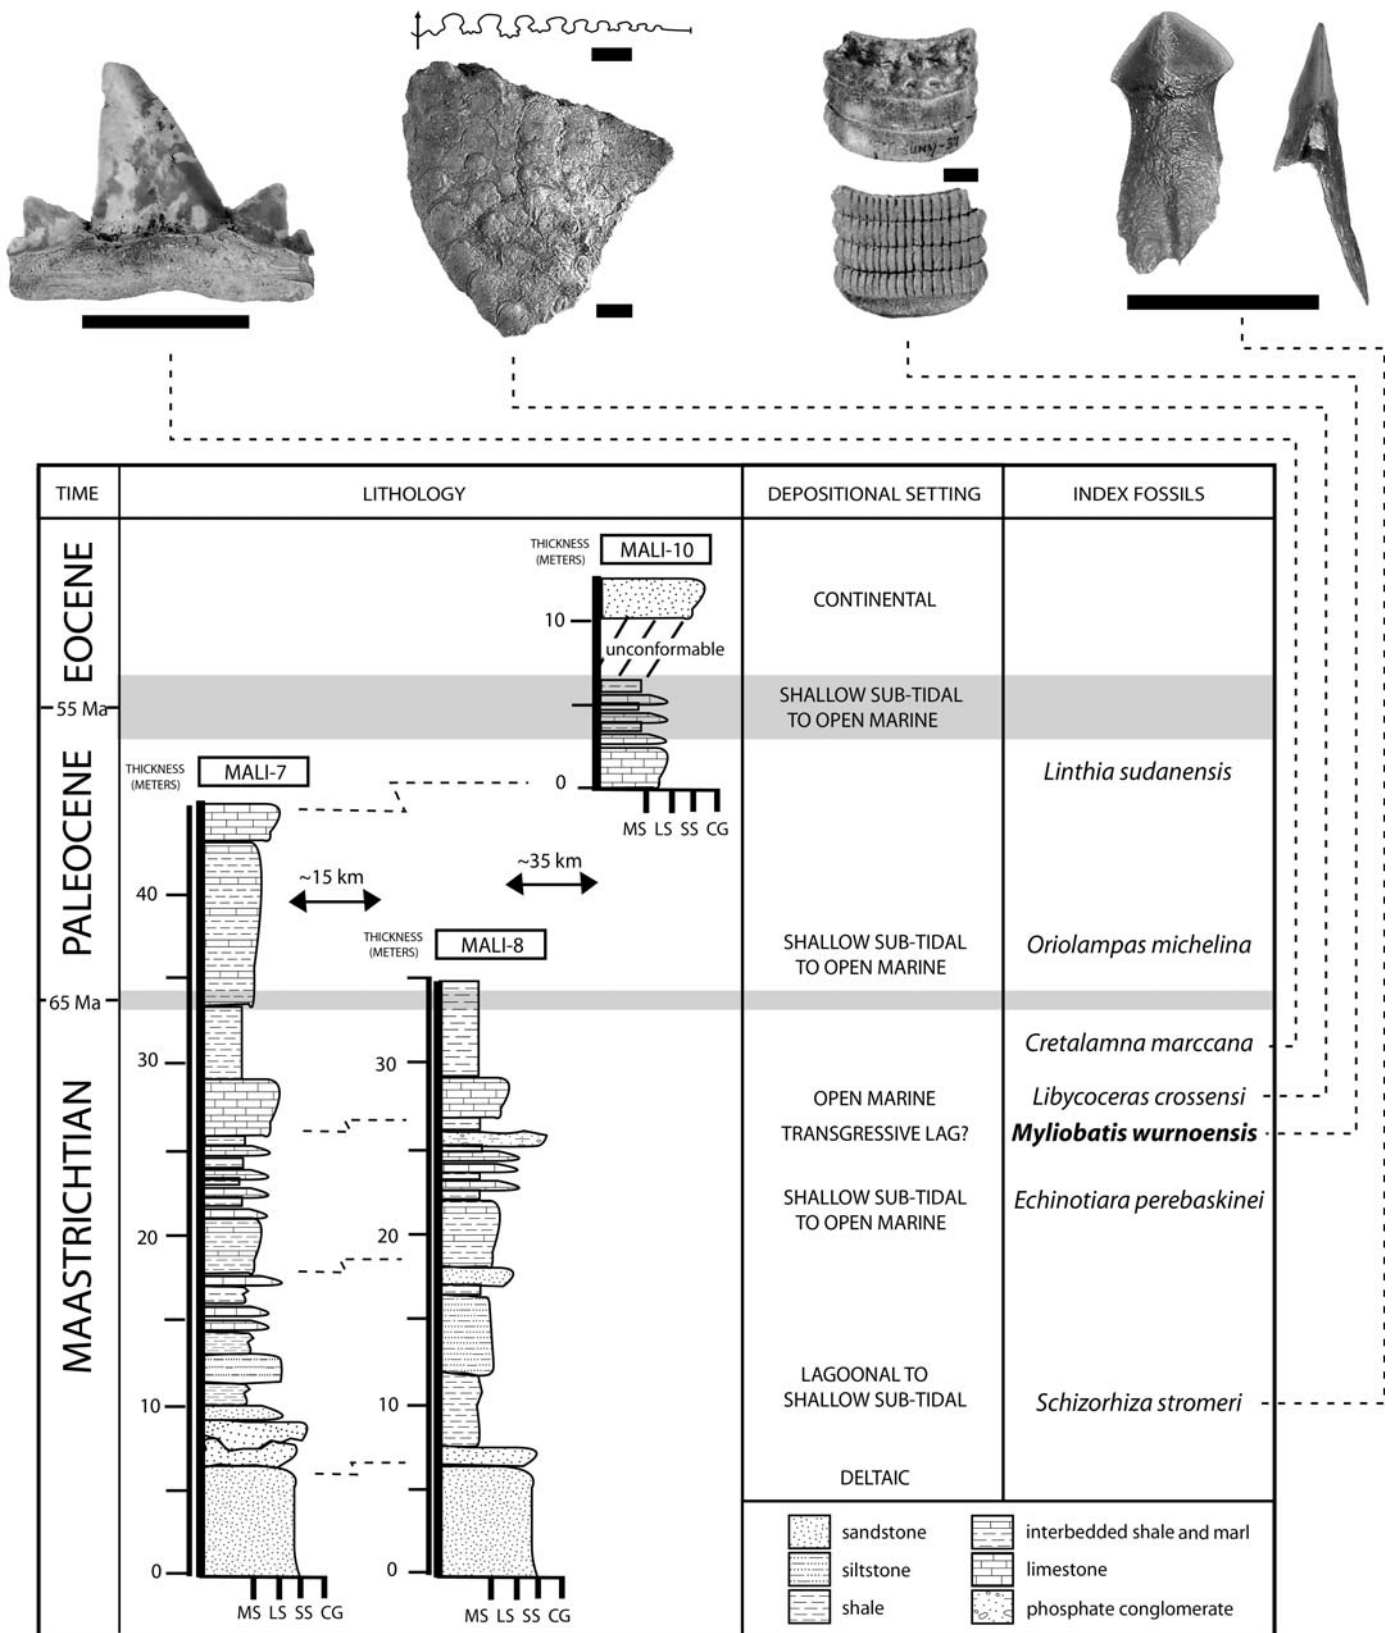 TIME
LITHOLOGY
DEPOSITIONAL SETTING
INDEX FOSSILS
EOCENE
55 Ma
PALEOCENE
65 Ma
MAASTRICHTIAN
THICKNESS
(METERS)
MALI-10
10
unconformable
0
MS LS SS CG
THICKNESS
(METERS)
MALI-7
40
30
20
10
0
MS LS SS CG
~15 km
~35 km
THICKNESS
(METERS)
MALI-8
30
20
10
0
MS LS SS CG
CONTINENTAL
SHALLOW SUB-TIDAL
TO OPEN MARINE
SHALLOW SUB-TIDAL
TO OPEN MARINE
OPEN MARINE
TRANSGRESSIVE LAG?
SHALLOW SUB-TIDAL
TO OPEN MARINE
LAGOONAL TO
SHALLOW SUB-TIDAL
DELTAIC
Linthia sudanensis
Oriolampas michelina
Cretalamna marccana
Libycoceras crossensi
Myliobatis wurnoensis
Echinotiara perebaskinei
Schizorhiza stromeri
sandstone
siltstone
shale
interbedded shale and marl
limestone
phosphate conglomerate